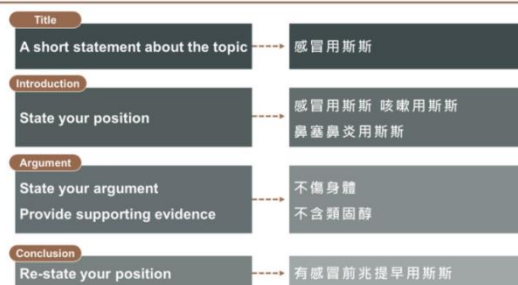 Title
A short statement about the topic
感冒用斯斯
Introduction
State your position
感冒用斯斯 咳嗽用斯斯
鼻塞鼻炎用斯斯
Argument
State your argument
Provide supporting evidence
不傷身體
不含類固醇
Conclusion
Re-state your position
有感冒前兆提早用斯斯